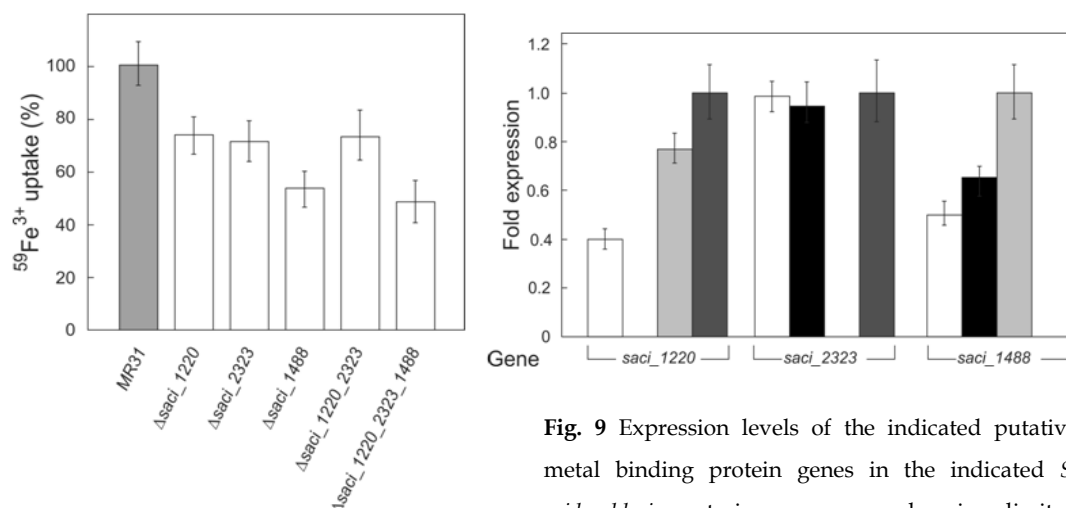 ⁵⁹Fe³⁺ uptake (%)
100
80
60
40
20
0
MR31
Δsaci_1220
Δsaci_2323
Δsaci_1488
Δsaci_1220_2323
Δsaci_1220_2323_1488
Fold expression
1.2
1.0
0.8
0.6
0.4
0.2
0
Gene
saci_1220
saci_2323
saci_1488
Fig. 9 Expression levels of the indicated putativ
metal binding protein genes in the indicated S